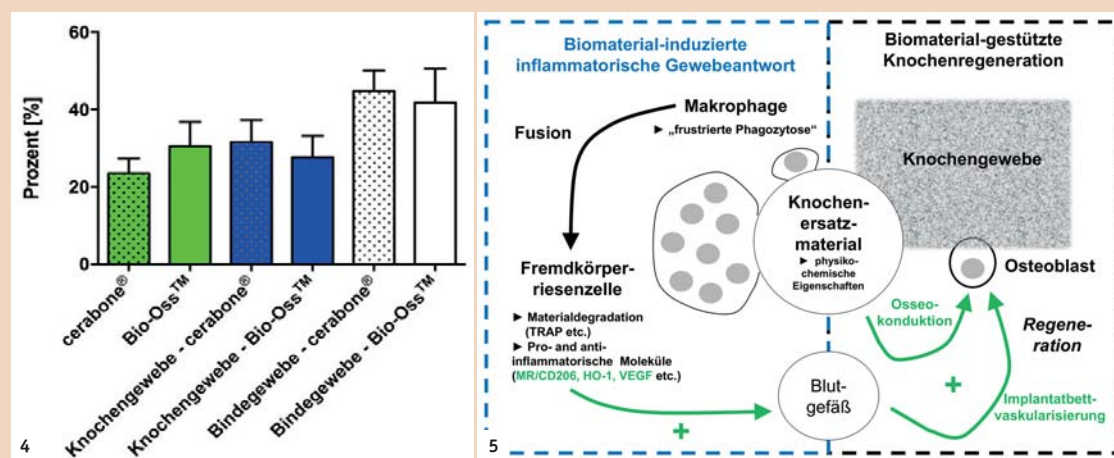 60
40
20
0
Prozent [%]
cerabone®
Bio-Oss™
Knochengewebe - cerabone®
Knochengewebe - Bio-Oss™
Bindegewebe - cerabone®
Bindegewebe - Bio-Oss™
4
Biomaterial-induzierte
inflammatorische Gewebeantwort
Biomaterial-gestützte
Knochenregeneration
Makrophage
► „frustrierte Phagozytose“
Fusion
Knochengewebe
Knochen-
ersatz-
material
► physiko-
chemische
Eigenschaften
Fremdkörper-
riesenzelle
► Materialdegradation
(TRAP etc.)
► Pro- and anti-
inflammatorische Moleküle
(MR/CD206, HO-1, VEGF etc.)
+
Blut-
gefäß
Osteoblast
Osseo-
konduktion
Regene-
ration
+
Implantatbett-
vaskularisierung
5